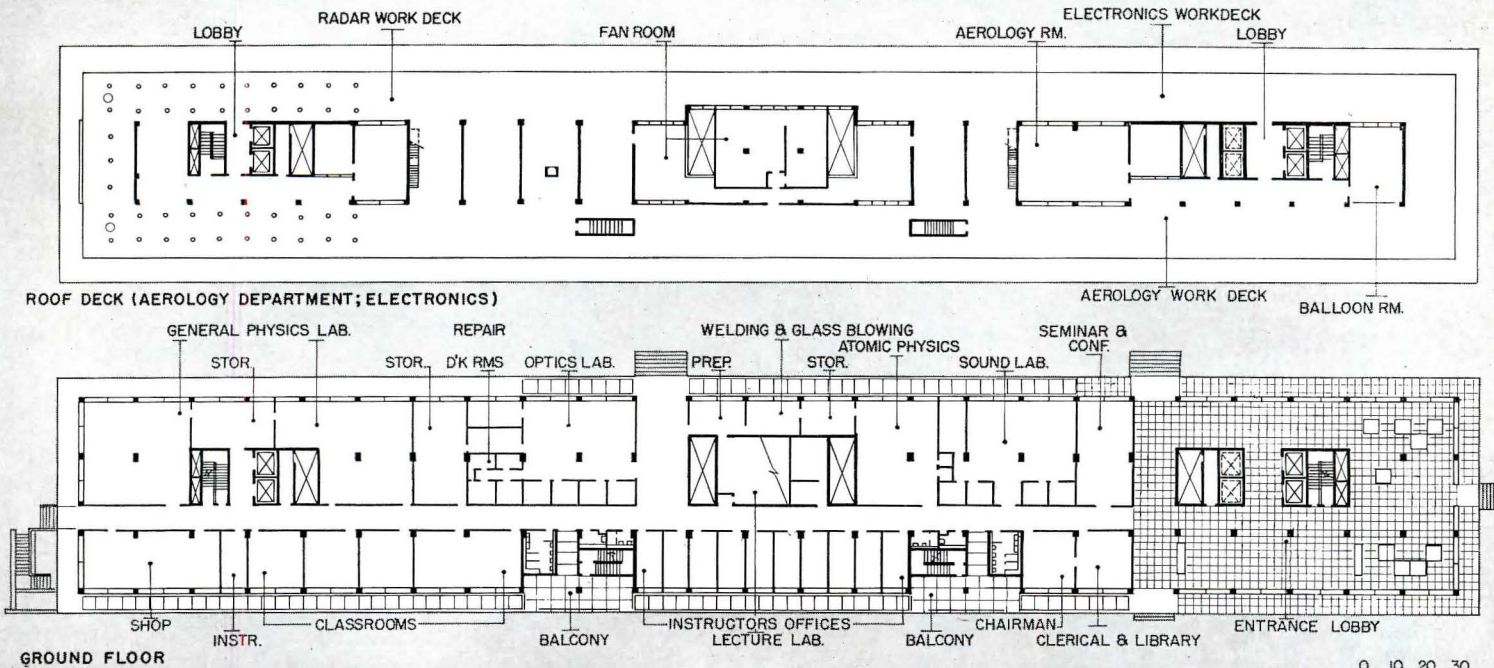 RADAR WORK DECK
LOBBY
FAN ROOM
AEROLOGY RM.
ELECTRONICS WORKDECK
LOBBY
AEROLOGY WORK DECK
BALLOON RM.
ROOF DECK (AEROLOGY DEPARTMENT; ELECTRONICS)
GENERAL PHYSICS LAB.
STOR.
STOR.
REPAIR
D'K RMS
OPTICS LAB.
PREP.
WELDING & GLASS BLOWING
STOR.
ATOMIC PHYSICS
SOUND LAB.
SEMINAR &
CONF.
SHOP
INSTR.
CLASSROOMS
BALCONY
INSTRUCTORS OFFICES
LECTURE LAB.
BALCONY
CHAIRMAN
CLERICAL & LIBRARY
ENTRANCE LOBBY
GROUND FLOOR
0 10 20 30